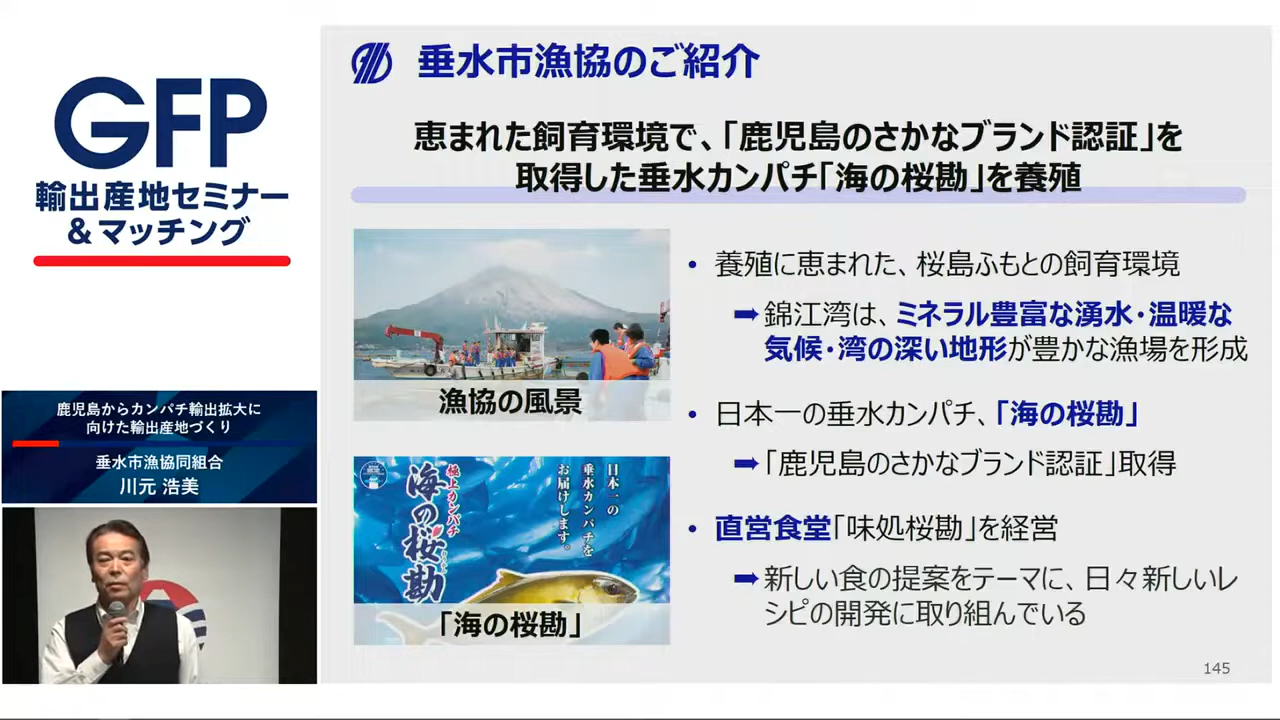 GFP
輸出産地セミナー
&マッチング
鹿児島からカンパチ輸出拡大に
向けた輸出産地づくり
垂水市漁協同組合
川元 浩美
垂水市漁協のご紹介
恵まれた飼育環境で、「鹿児島のさかなブランド認証」を
取得した垂水カンパチ「海の桜勘」を養殖
漁協の風景
極上カンパチ
海の桜勘
日本一の
垂水カンパチを
お届けします。
「海の桜勘」
• 養殖に恵まれた、桜島ふもとの飼育環境
➡錦江湾は、ミネラル豊富な湧水・温暖な
気候・湾の深い地形が豊かな漁場を形成
• 日本一の垂水カンパチ、「海の桜勘」
➡「鹿児島のさかなブランド認証」取得
• 直営食堂「味処桜勘」を経営
➡新しい食の提案をテーマに、日々新しいレ
シピの開発に取り組んでいる
145